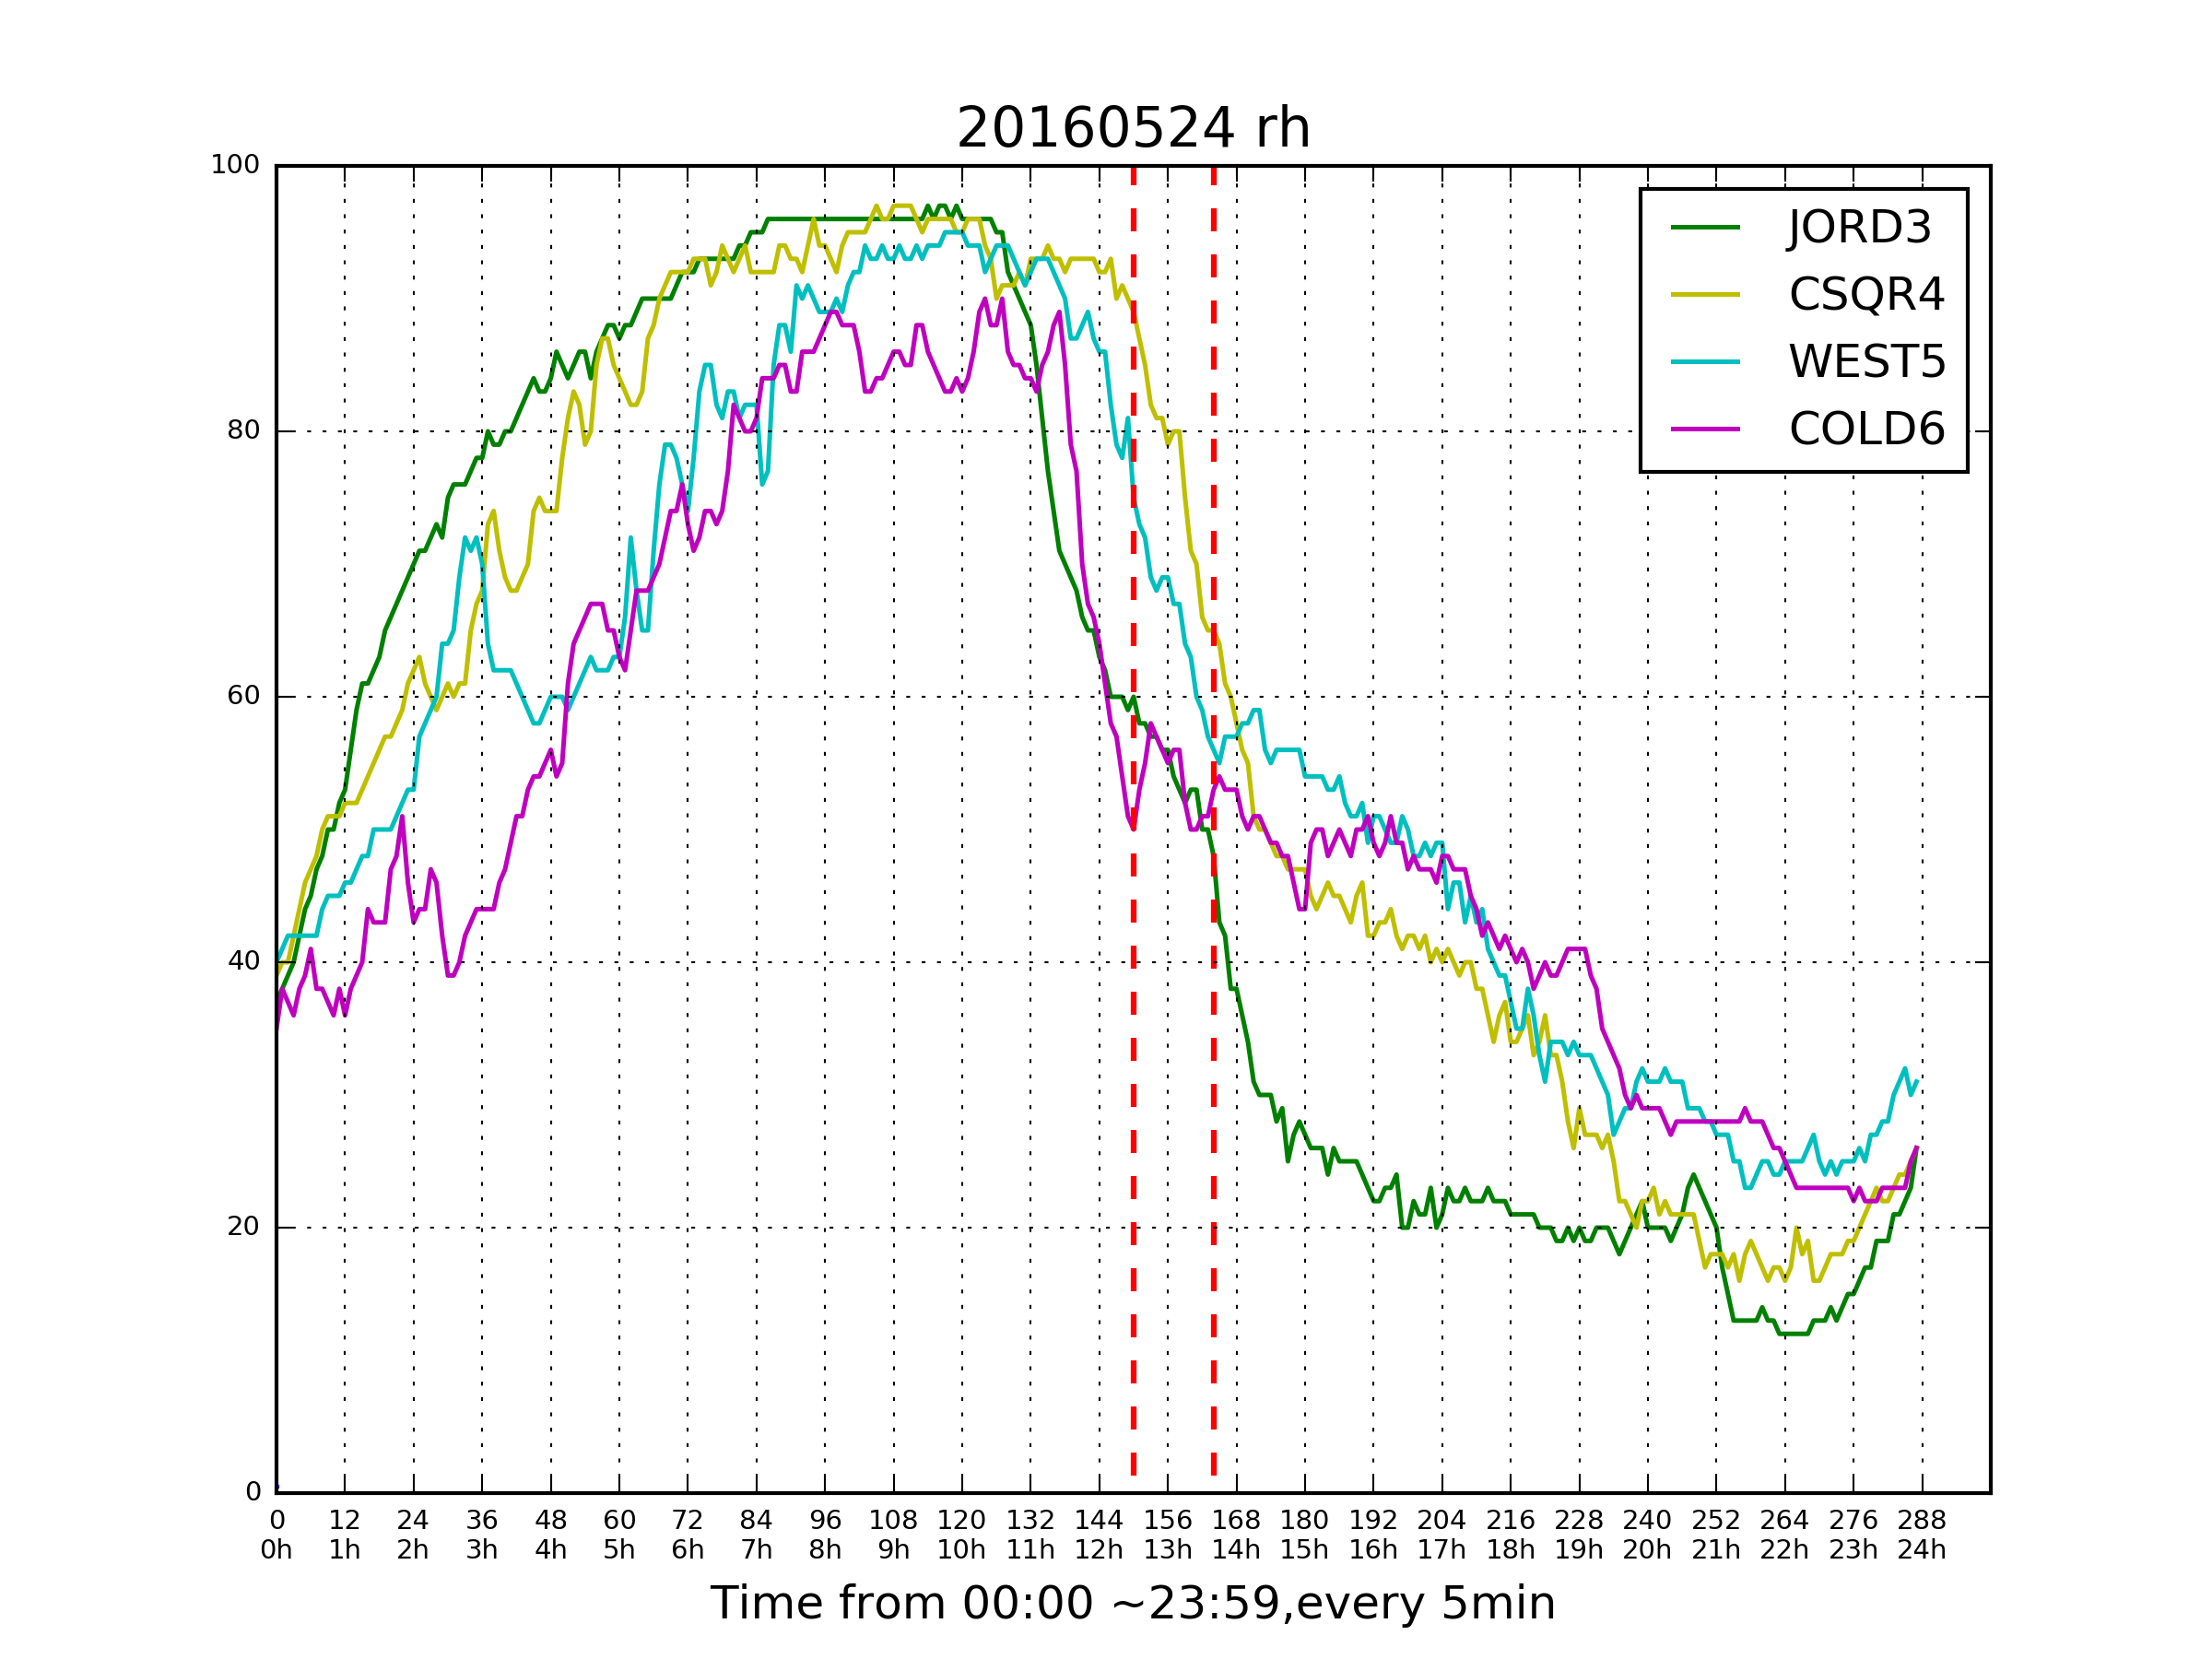 20160524 rh
100
80
60
40
20
0
JORD3
CSQR4
WEST5
COLD6
0 12 24 36 48 60 72 84 96 108 120 132 144 156 168 180 192 204 216 228 240 252 264 276 288
0h 1h 2h 3h 4h 5h 6h 7h 8h 9h 10h 11h 12h 13h 14h 15h 16h 17h 18h 19h 20h 21h 22h 23h 24h
Time from 00:00 ~23:59,every 5min